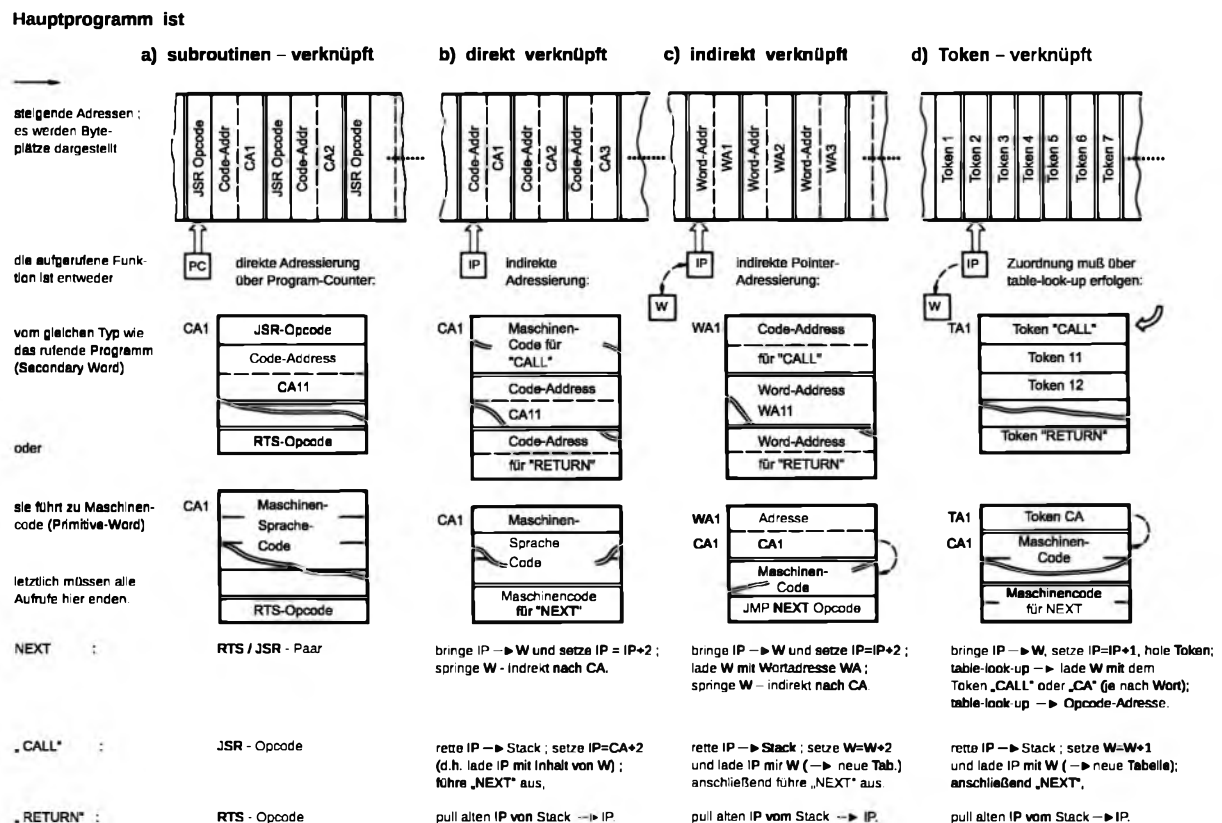 Hauptprogramm ist
a) subroutinen – verknüpft
b) direkt verknüpft
c) indirekt verknüpft
d) Token – verknüpft
steigende Adressen ;
es werden Byte-
plätze dargestellt
JSR Opcode
Code-Addr
CA1
JSR Opcode
Code-Addr
CA2
JSR Opcode
Code-Addr
CA1
Code-Addr
CA2
Code-Addr
CA3
Word-Addr
WA1
Word-Addr
WA2
Word-Addr
WA3
Token 1
Token 2
Token 3
Token 4
Token 5
Token 6
Token 7
die aufgerufene Funk-
tion ist entweder
PC
direkte Adressierung
über Program-Counter:
IP
indirekte
Adressierung:
IP
W
indirekte Pointer-
Adressierung:
IP
W
Zuordnung muß über
table-look-up erfolgen:
vom gleichen Typ wie
das rufende Programm
(Secondary Word)
CA1
JSR-Opcode
Code-Address
CA11
RTS-Opcode
CA1
Maschinen-
Code für
"CALL"
Code-Address
CA11
Code-Adress
für "RETURN"
WA1
Code-Address
für "CALL"
Word-Address
WA11
Word-Address
für "RETURN"
TA1
Token "CALL"
Token 11
Token 12
Token "RETURN"
oder
sie führt zu Maschinen-
code (Primitive-Word)
CA1
Maschinen-
Sprache-
Code
RTS-Opcode
CA1
Maschinen-
Sprache
Code
Maschinencode
für "NEXT"
WA1
Adresse
CA1
CA1
Maschinen-
Code
JMP NEXT Opcode
TA1
Token CA
CA1
Maschinen-
Code
Maschinencode
für NEXT
letztlich müssen alle
Aufrufe hier enden.
NEXT :
RTS / JSR - Paar
bringe IP —► W und setze IP = IP+2 ;
springe W - indrekt nach CA.
bringe IP —► W und setze IP=IP+2 ;
lade W mit Wortadresse WA ;
springe W – indirekt nach CA.
bringe IP —► W, setze IP=IP+1, hole Token;
table-look-up —► lade W mit dem
Token „CALL" oder „CA" (je nach Wort);
table-look-up —► Opcode-Adresse.
„CALL" :
JSR - Opcode
rette IP —► Stack ; setze IP=CA+2
(d.h. lade IP mit Inhalt von W) ;
führe „NEXT" aus,
rette IP —► Stack ; setze W=W+2
und lade IP mir W ( —► neue Tab.)
anschließend führe „NEXT" aus.
rette IP —► Stack ; setze W=W+1
und lade IP mit W ( —► neue Tabelle);
anschließend „NEXT",
„RETURN" :
RTS - Opcode
pull alten IP von Stack —► IP.
pull alten IP vom Stack —► IP.
pull alten IP vom Stack —► IP.